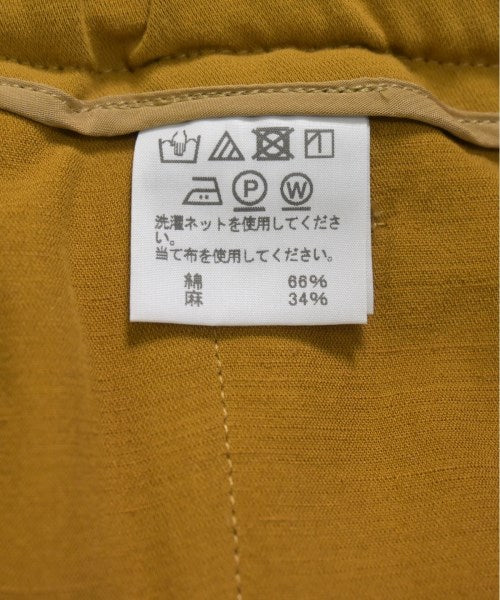 P W
洗濯ネットを使用してくださ
い。
当て布を使用してください。
綿 66%
麻 34%